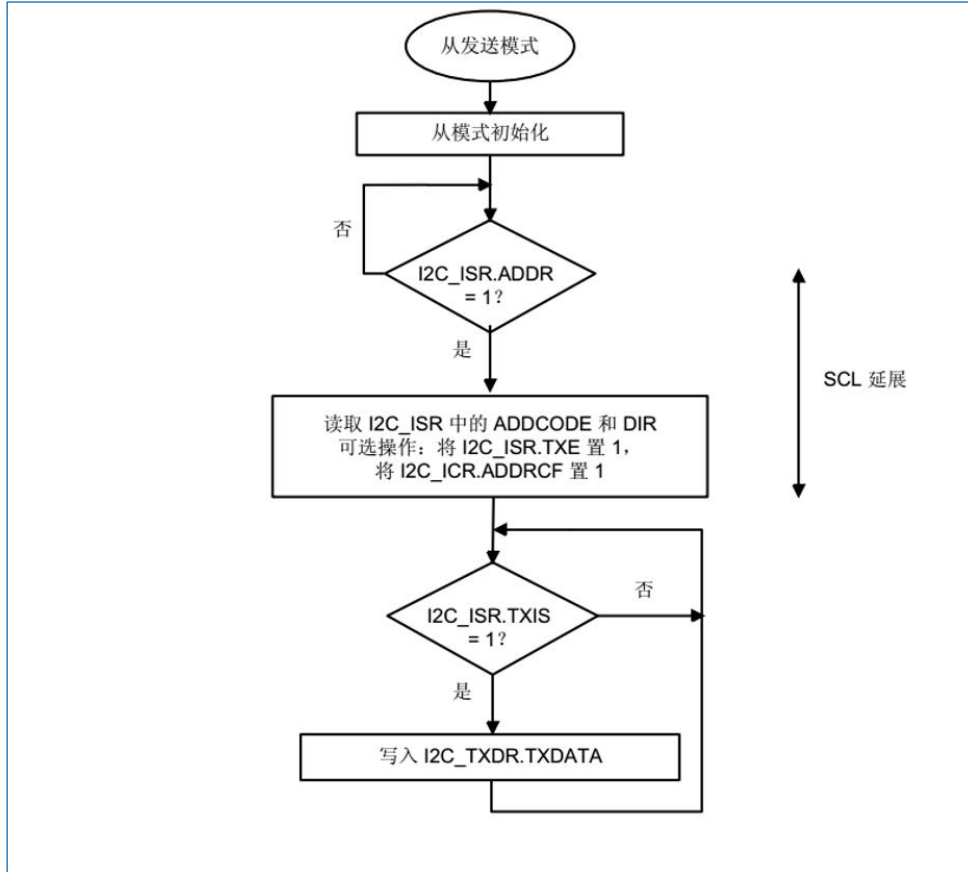 从发送模式
从模式初始化
否
I2C_ISR.ADDR
= 1?
是
SCL 延展
读取 I2C_ISR 中的 ADDCODE 和 DIR
可选操作：将 I2C_ISR.TXE 置 1，
将 I2C_ICR.ADDRCF 置 1
否
I2C_ISR.TXIS
= 1?
是
写入 I2C_TXDR.TXDATA